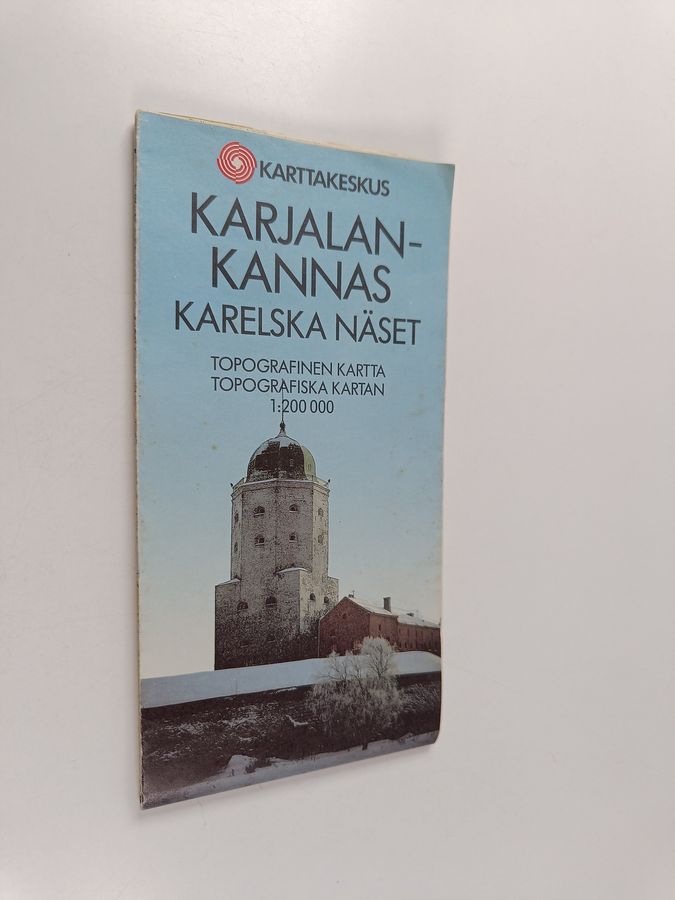 KARTTAKESKUS
KARJALAN-
KANNAS
KARELSKA NÄSET
TOPOGRAFINEN KARTTA
TOPOGRAFISKA KARTAN
1:200 000